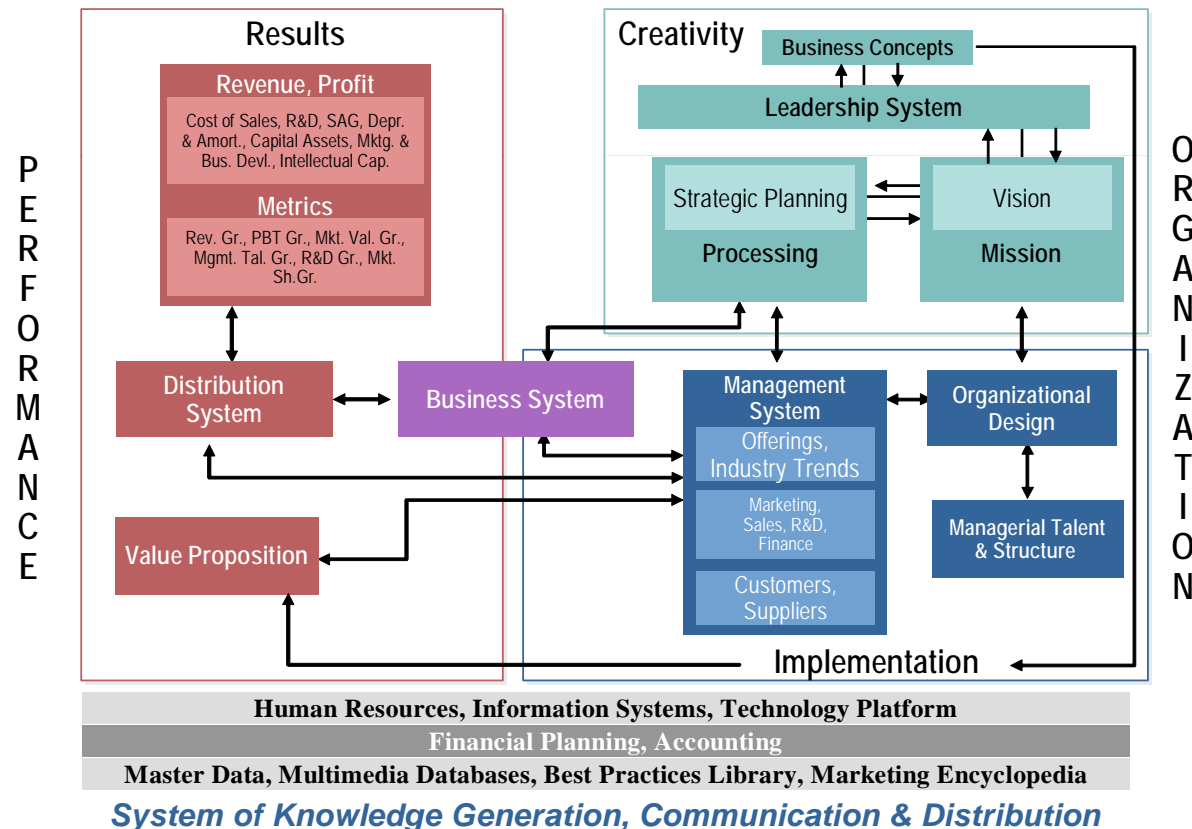 Results
Revenue, Profit
Cost of Sales, R&D, SAG, Depr.
& Amort., Capital Assets, Mktg. &
Bus. Devl., Intellectual Cap.
Metrics
Rev. Gr., PBT Gr., Mkt. Val. Gr.,
Mgmt. Tal. Gr., R&D Gr., Mkt.
Sh.Gr.
Creativity
Business Concepts
Leadership System
Strategic Planning
Processing
Vision
Mission
PERFORMANCE
ORGANIZATION
Distribution
System
Business System
Management
System
Offerings,
Industry Trends
Marketing,
Sales, R&D,
Finance
Customers,
Suppliers
Organizational
Design
Managerial Talent
& Structure
Value Proposition
Implementation
Human Resources, Information Systems, Technology Platform
Financial Planning, Accounting
Master Data, Multimedia Databases, Best Practices Library, Marketing Encyclopedia
System of Knowledge Generation, Communication & Distribution